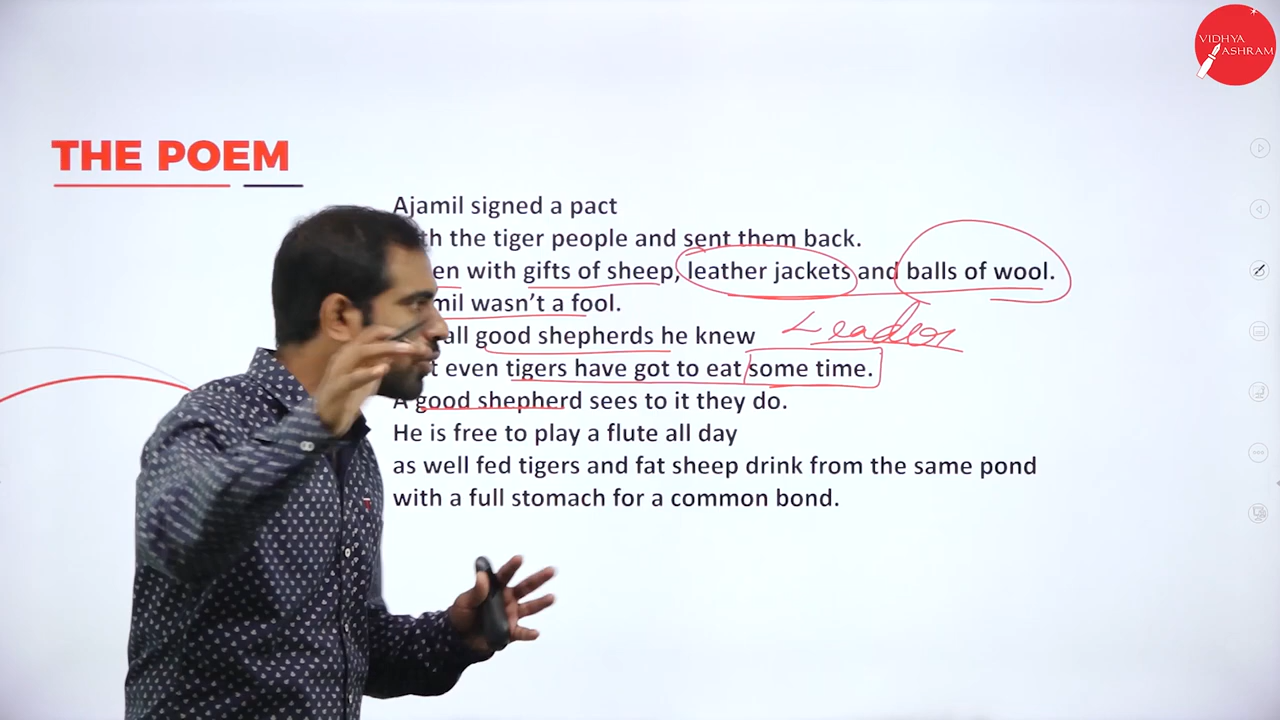 VIDHYA
ASHRAM
THE POEM
Ajamil signed a pact
th the tiger people and sent them back.
en with gifts of sheep, leather jackets and balls of wool.
mil wasn't a fool.
all good shepherds he knew
Leader
t even tigers have got to eat some time.
A good shepherd sees to it they do.
He is free to play a flute all day
as well fed tigers and fat sheep drink from the same pond
with a full stomach for a common bond.